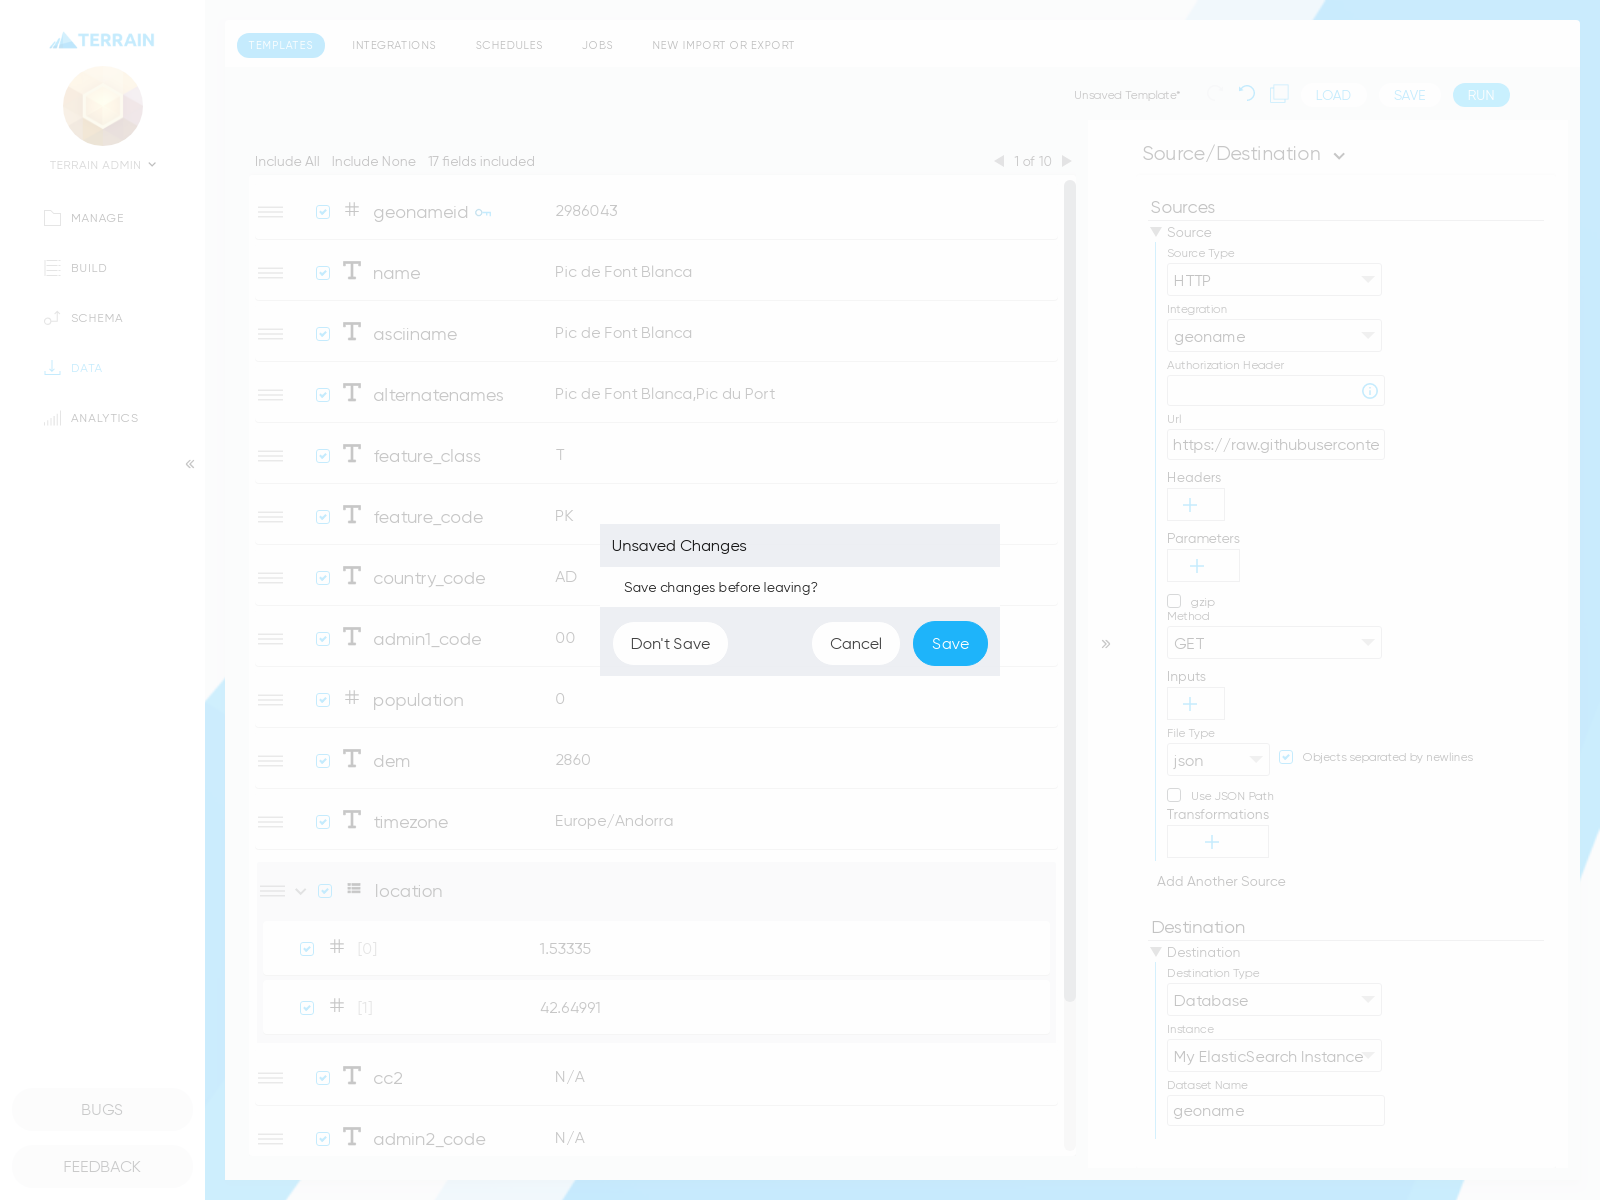 TERRAIN
TERRAIN ADMIN
MANAGE
BUILD
SCHEMA
DATA
ANALYTICS
«
BUGS
FEEDBACK
TEMPLATES INTEGRATIONS SCHEDULES JOBS NEW IMPORT OR EXPORT
Unsaved Template* LOAD SAVE RUN
Include All Include None 17 fields included 1 of 10
geonameid 2986043
name Pic de Font Blanca
asciiname Pic de Font Blanca
alternatenames Pic de Font Blanca,Pic du Port
feature_class T
feature_code PK
country_code AD
admin1_code 00
population 0
dem 2860
timezone Europe/Andorra
location
[0] 1.53335
[1] 42.64991
cc2 N/A
admin2_code N/A
Unsaved Changes
Save changes before leaving?
Don't Save Cancel Save
»
Source/Destination
Sources
Source
Source Type
HTTP
Integration
geoname
Authorization Header
Url
https://raw.githubuserconte
Headers
+
Parameters
+
gzip
Method
GET
Inputs
+
File Type
json Objects separated by newlines
Use JSON Path
Transformations
+
Add Another Source
Destination
Destination
Destination Type
Database
Instance
My ElasticSearch Instance
Dataset Name
geoname